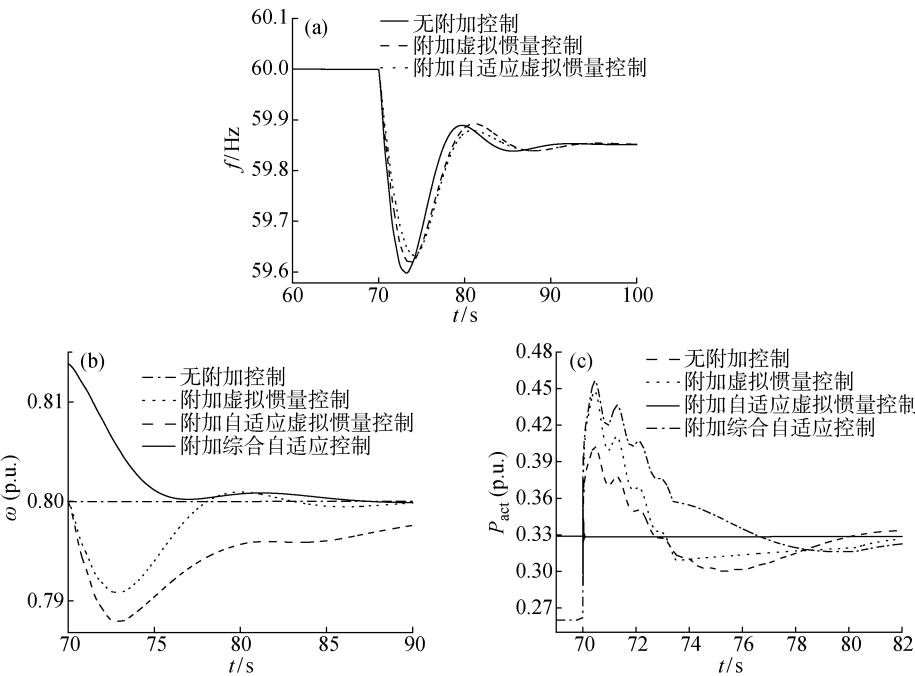 (a)
无附加控制
附加虚拟惯量控制
附加自适应虚拟惯量控制
60.1
60.0
59.9
59.8
59.7
59.6
f/Hz
60 70 80 90 100
t/s
(b)
无附加控制
附加虚拟惯量控制
附加自适应虚拟惯量控制
附加综合自适应控制
0.81
0.80
0.79
ω (p.u.)
70 75 80 85 90
t/s
(c)
无附加控制
附加虚拟惯量控制
附加自适应虚拟惯量控制
附加综合自适应控制
0.48
0.45
0.42
0.39
0.36
0.33
0.30
0.27
Pact (p.u.)
70 72 74 76 78 80 82
t/s